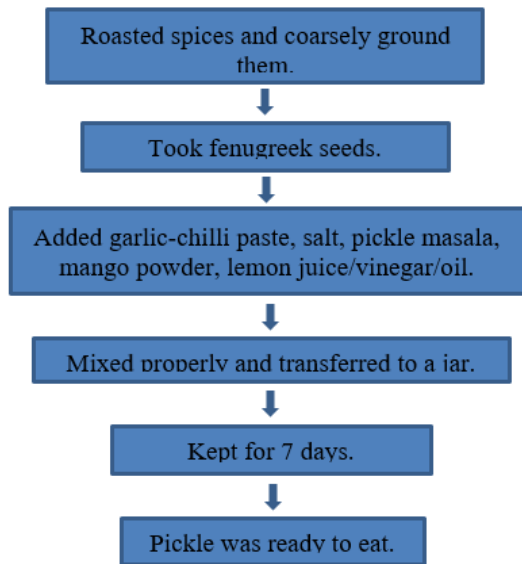 Roasted spices and coarsely ground
them.
Took fenugreek seeds.
Added garlic-chilli paste, salt, pickle masala,
mango powder, lemon juice/vinegar/oil.
Mixed properly and transferred to a jar.
Kept for 7 days.
Pickle was ready to eat.